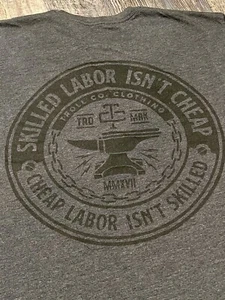 SKILLED LABOR ISN'T CHEAP
TROLL CO. CLOTHING
TRD MRK
MMXVII
CHEAP LABOR ISN'T SKILLED